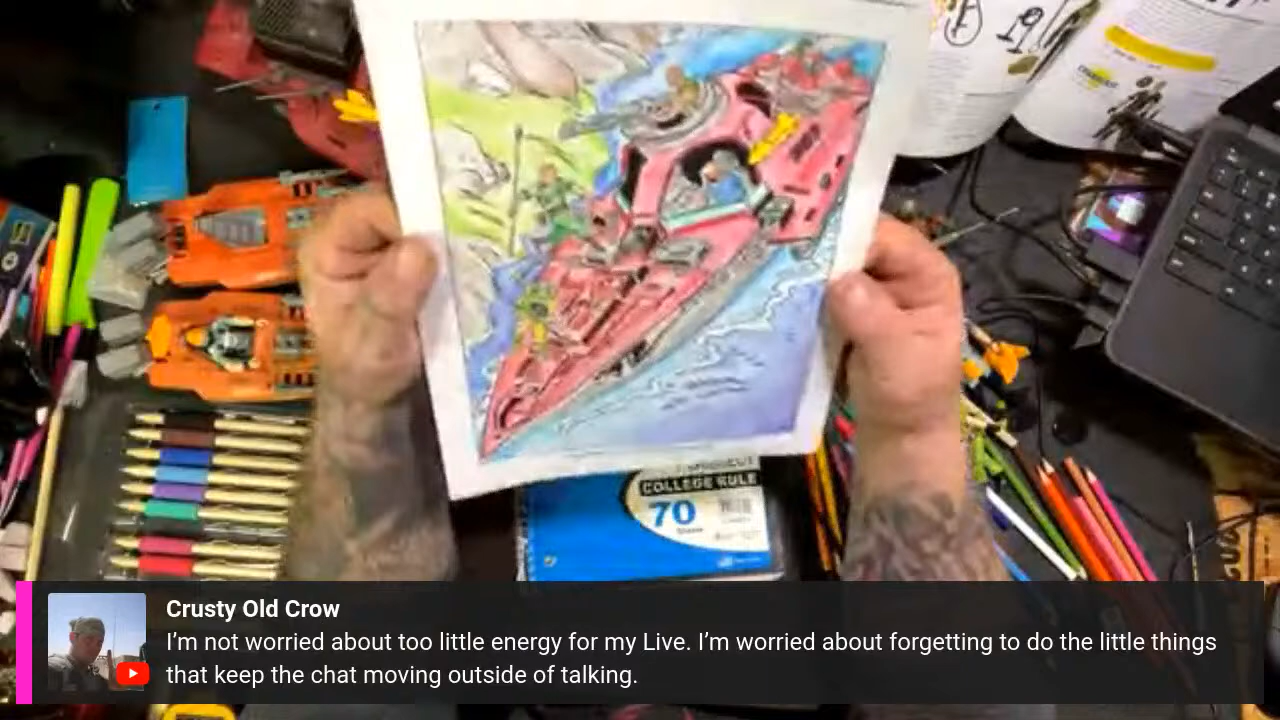 COLLEGE RULE
70
Crusty Old Crow
I'm not worried about too little energy for my Live. I'm worried about forgetting to do the little things
that keep the chat moving outside of talking.